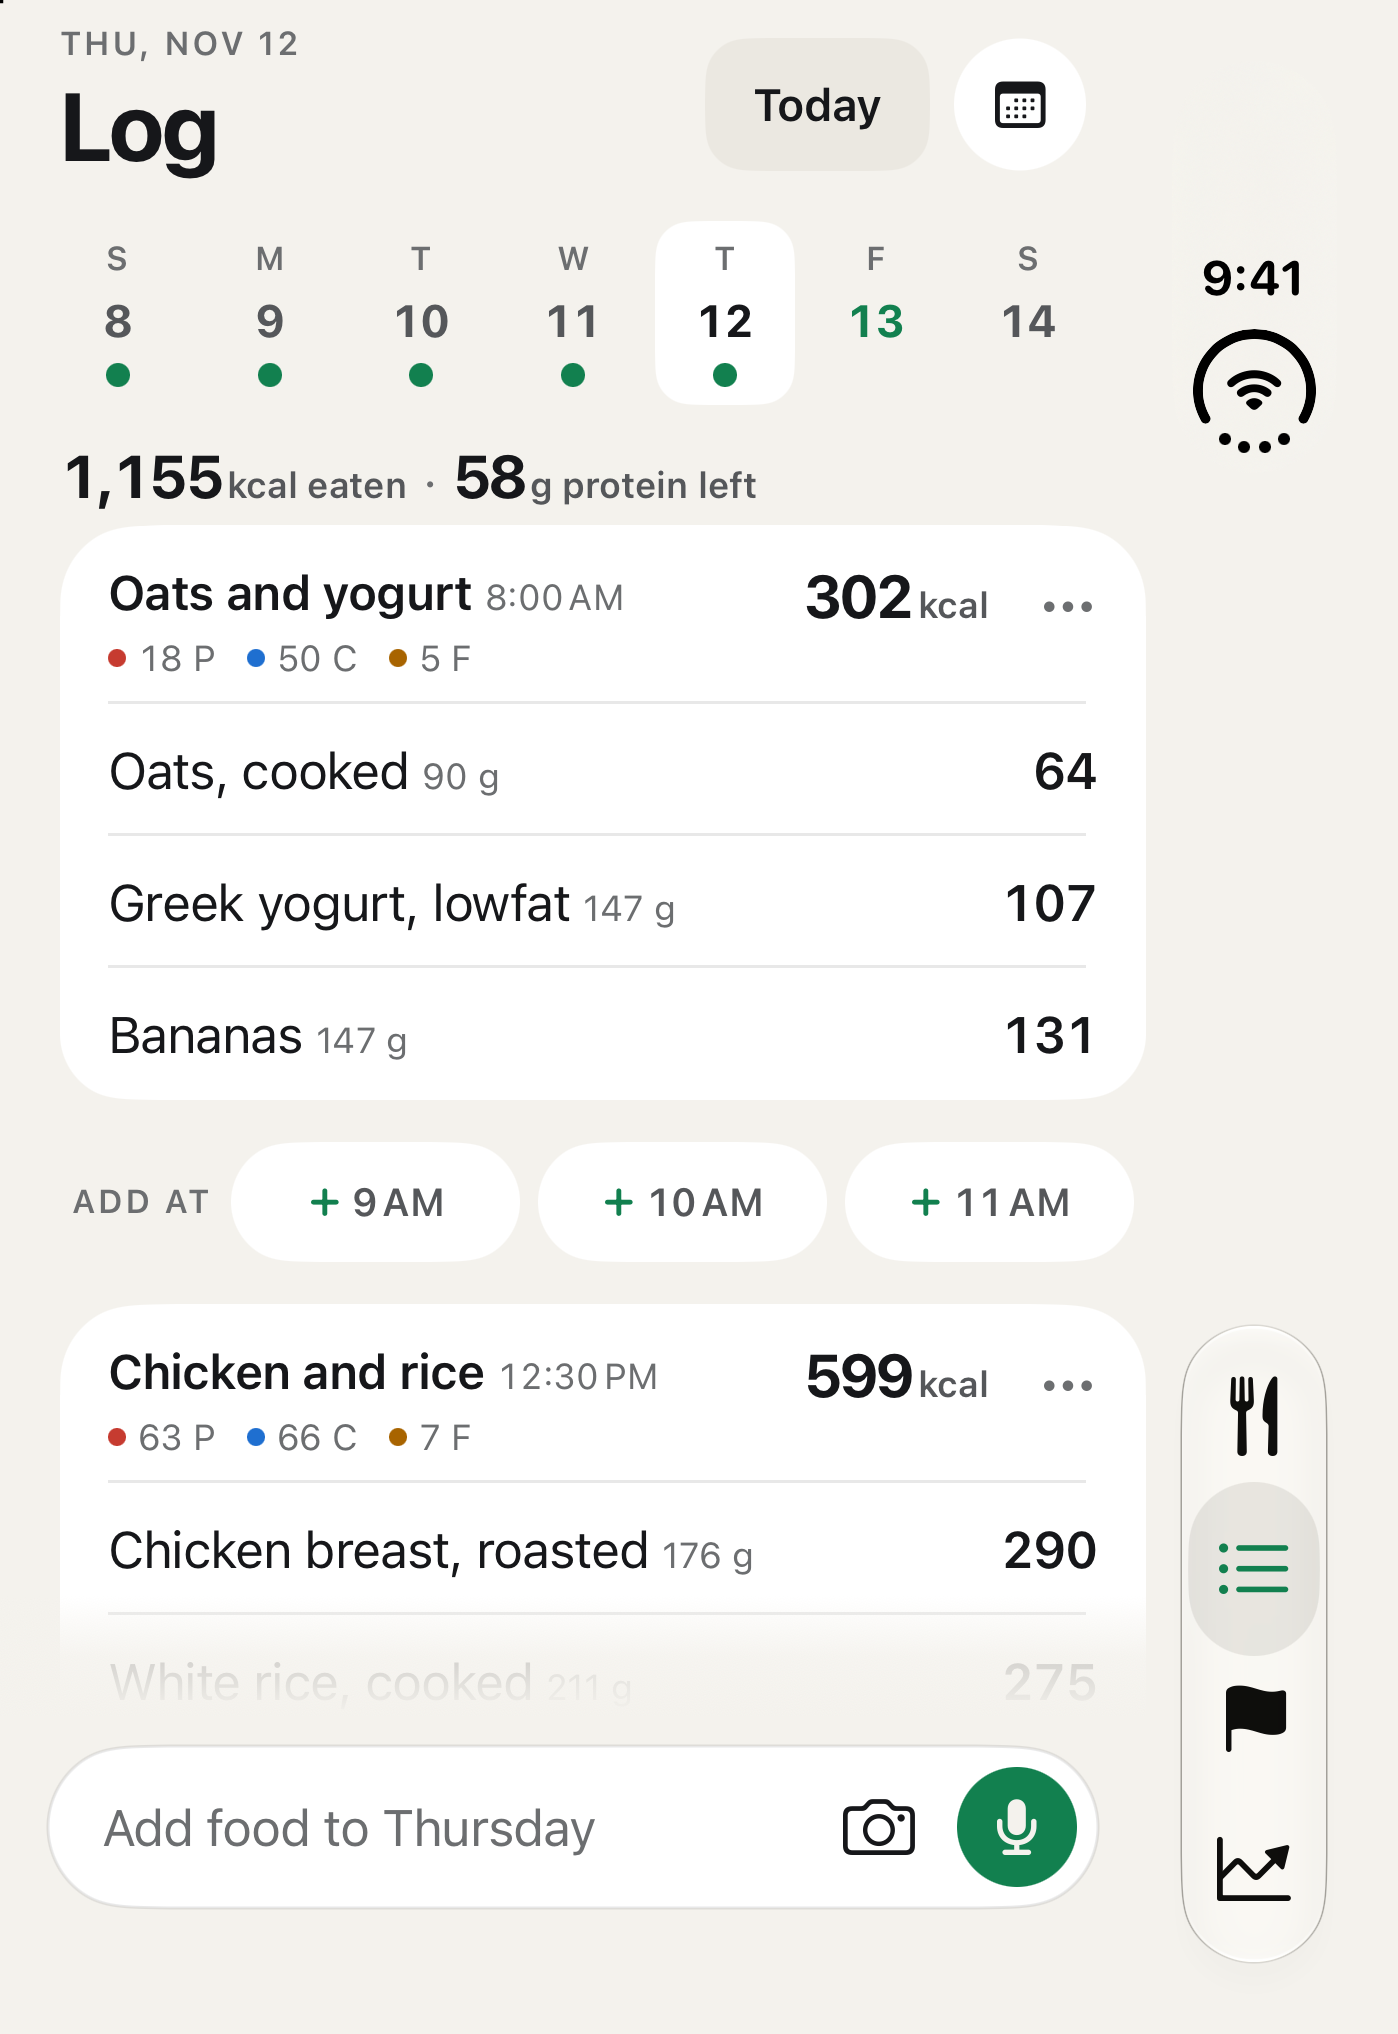 THU, NOV 12
Log
Today
S M T W T F S
8 9 10 11 12 13 14
9:41
1,155 kcal eaten · 58 g protein left
Oats and yogurt 8:00 AM 302 kcal
18 P 50 C 5 F
Oats, cooked 90 g 64
Greek yogurt, lowfat 147 g 107
Bananas 147 g 131
ADD AT + 9 AM + 10 AM + 11 AM
Chicken and rice 12:30 PM 599 kcal
63 P 66 C 7 F
Chicken breast, roasted 176 g 290
White rice, cooked 211 g 275
Add food to Thursday